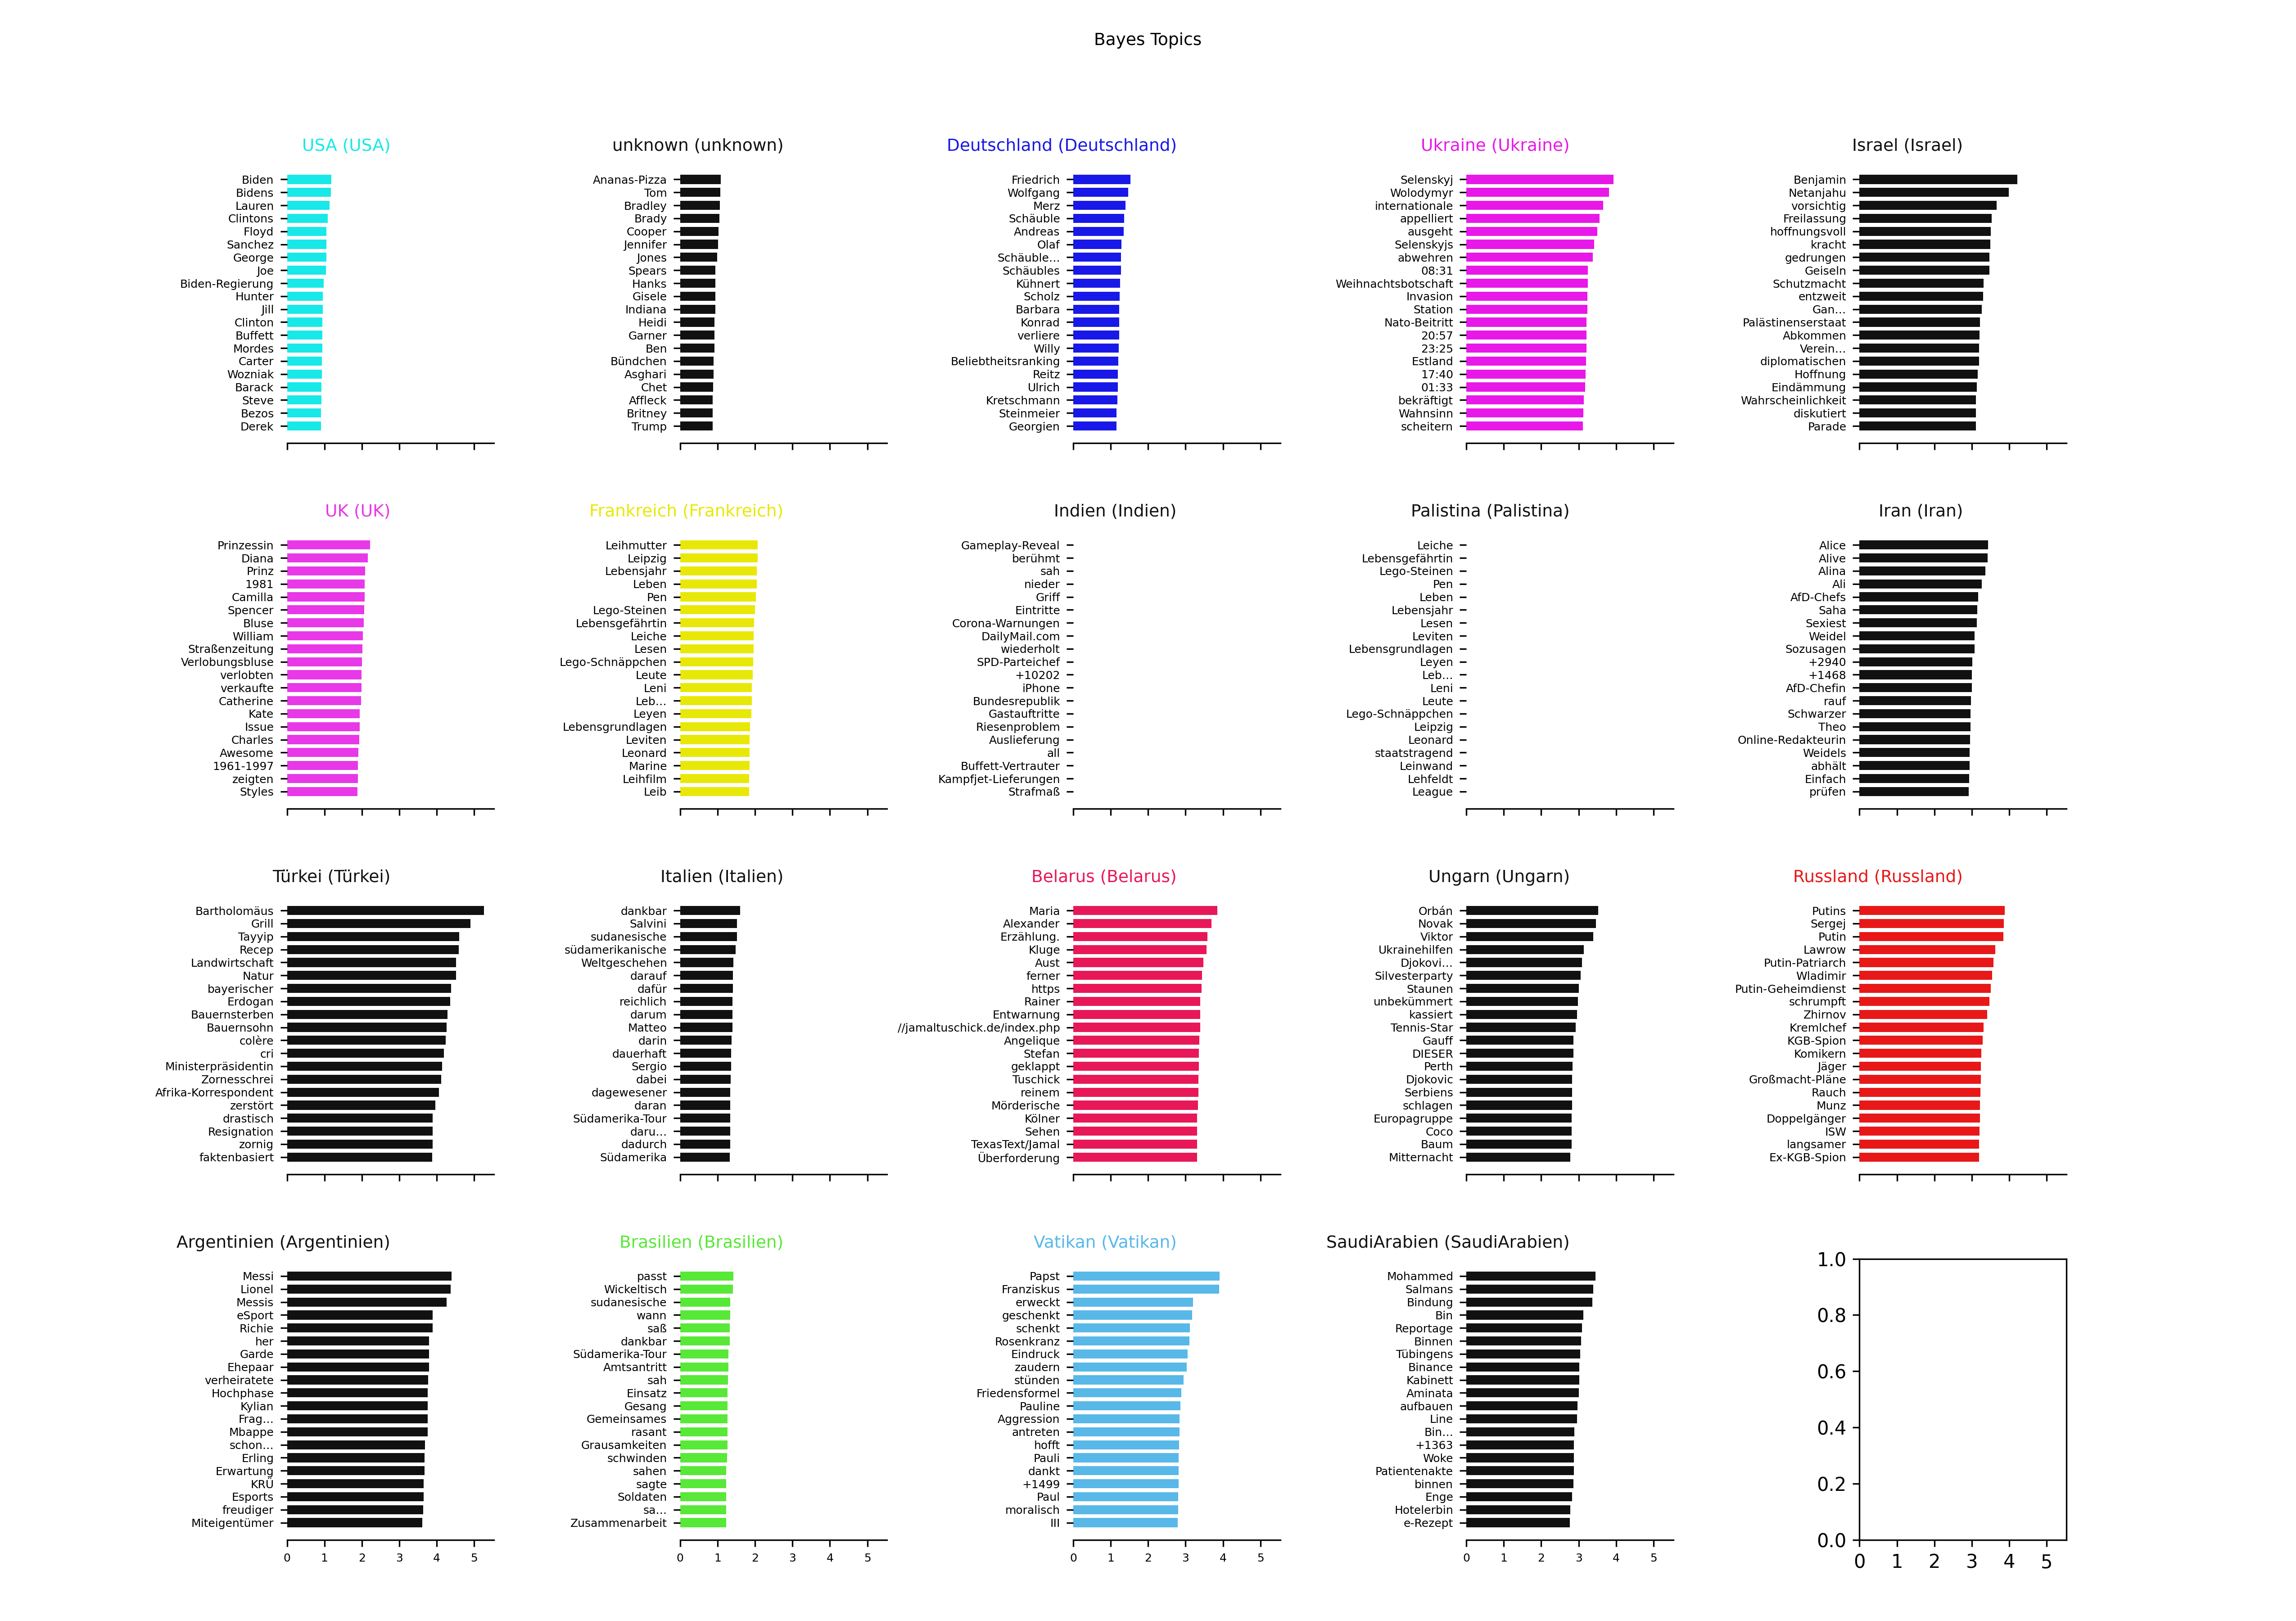 Bayes Topics
USA (USA)
Biden
Bidens
Lauren
Clintons
Floyd
Sanchez
George
Joe
Biden-Regierung
Hunter
Jill
Clinton
Buffett
Mordes
Carter
Wozniak
Barack
Steve
Bezos
Derek
unknown (unknown)
Ananas-Pizza
Tom
Bradley
Brady
Cooper
Jennifer
Jones
Spears
Hanks
Gisele
Indiana
Heidi
Garner
Ben
Bündchen
Asghari
Chet
Affleck
Britney
Trump
Deutschland (Deutschland)
Friedrich
Wolfgang
Merz
Schäuble
Andreas
Olaf
Schäuble…
Schäubles
Kühnert
Scholz
Barbara
Konrad
verliere
Willy
Beliebtheitsranking
Reitz
Ulrich
Kretschmann
Steinmeier
Georgien
Ukraine (Ukraine)
Selenskyj
Wolodymyr
internationale
appelliert
ausgeht
Selenskyjs
abwehren
08:31
Weihnachtsbotschaft
Invasion
Station
Nato-Beitritt
20:57
23:25
Estland
17:40
01:33
bekräftigt
Wahnsinn
scheitern
Israel (Israel)
Benjamin
Netanjahu
vorsichtig
Freilassung
hoffnungsvoll
kracht
gedrungen
Geiseln
Schutzmacht
entzweit
Gan…
Palästinenserstaat
Abkommen
Verein…
diplomatischen
Hoffnung
Eindämmung
Wahrscheinlichkeit
diskutiert
Parade
UK (UK)
Prinzessin
Diana
Prinz
1981
Camilla
Spencer
Bluse
William
Straßenzeitung
Verlobungsbluse
verlobten
verkaufte
Catherine
Kate
Issue
Charles
Awesome
1961-1997
zeigten
Styles
Frankreich (Frankreich)
Leihmutter
Leipzig
Lebensjahr
Leben
Pen
Lego-Steinen
Lebensgefährtin
Leiche
Lesen
Lego-Schnäppchen
Leute
Leni
Leb…
Leyen
Lebensgrundlagen
Leviten
Leonard
Marine
Leihfilm
Leib
Indien (Indien)
Gameplay-Reveal
berühmt
sah
nieder
Griff
Eintritte
Corona-Warnungen
DailyMail.com
wiederholt
SPD-Parteichef
+10202
iPhone
Bundesrepublik
Gastauftritte
Riesenproblem
Auslieferung
all
Buffett-Vertrauter
Kampfjet-Lieferungen
Strafmaß
Palistina (Palistina)
Leiche
Lebensgefährtin
Lego-Steinen
Pen
Leben
Lebensjahr
Lesen
Leviten
Lebensgrundlagen
Leyen
Leb…
Leni
Leute
Lego-Schnäppchen
Leipzig
Leonard
staatstragend
Leinwand
Lehfeldt
League
Iran (Iran)
Alice
Alive
Alina
Ali
AfD-Chefs
Saha
Sexiest
Weidel
Sozusagen
+2940
+1468
AfD-Chefin
rauf
Schwarzer
Theo
Online-Redakteurin
Weidels
abhält
Einfach
prüfen
Türkei (Türkei)
Bartholomäus
Grill
Tayyip
Recep
Landwirtschaft
Natur
bayerischer
Erdogan
Bauernsterben
Bauernsohn
colère
cri
Ministerpräsidentin
Zornesschrei
Afrika-Korrespondent
zerstört
drastisch
Resignation
zornig
faktenbasiert
Italien (Italien)
dankbar
Salvini
sudanesische
südamerikanische
Weltgeschehen
darauf
dafür
reichlich
darum
Matteo
darin
dauerhaft
Sergio
dabei
dagewesener
daran
Südamerika-Tour
daru…
dadurch
Südamerika
Belarus (Belarus)
Maria
Alexander
Erzählung.
Kluge
Aust
ferner
https
Rainer
Entwarnung
//jamaltuschick.de/index.php
Angelique
Stefan
geklappt
Tuschick
reinem
Mörderische
Kölner
Sehen
TexasText/Jamal
Überforderung
Ungarn (Ungarn)
Orbán
Novak
Viktor
Ukrainehilfen
Djokovi…
Silvesterparty
Staunen
unbekümmert
kassiert
Tennis-Star
Gauff
DIESER
Perth
Djokovic
Serbiens
schlagen
Europagruppe
Coco
Baum
Mitternacht
Russland (Russland)
Putins
Sergej
Putin
Lawrow
Putin-Patriarch
Wladimir
Putin-Geheimdienst
schrumpft
Zhirnov
Kremlchef
KGB-Spion
Komikern
Jäger
Großmacht-Pläne
Rauch
Munz
Doppelgänger
ISW
langsamer
Ex-KGB-Spion
Argentinien (Argentinien)
Messi
Lionel
Messis
eSport
Richie
her
Garde
Ehepaar
verheiratete
Hochphase
Kylian
Frag…
Mbappe
schon…
Erling
Erwartung
KRÜ
Esports
freudiger
Miteigentümer
0 1 2 3 4 5
Brasilien (Brasilien)
passt
Wickeltisch
sudanesische
wann
saß
dankbar
Südamerika-Tour
Amtsantritt
sah
Einsatz
Gesang
Gemeinsames
rasant
Grausamkeiten
schwinden
sahen
sagte
Soldaten
sa…
Zusammenarbeit
0 1 2 3 4 5
Vatikan (Vatikan)
Papst
Franziskus
erweckt
geschenkt
schenkt
Rosenkranz
Eindruck
zaudern
stünden
Friedensformel
Pauline
Aggression
antreten
hofft
Pauli
dankt
+1499
Paul
moralisch
III
0 1 2 3 4 5
SaudiArabien (SaudiArabien)
Mohammed
Salmans
Bindung
Bin
Reportage
Binnen
Tübingens
Binance
Kabinett
Aminata
aufbauen
Line
Bin…
+1363
Woke
Patientenakte
binnen
Enge
Hotelerbin
e-Rezept
0 1 2 3 4 5
1.0
0.8
0.6
0.4
0.2
0.0
0 1 2 3 4 5